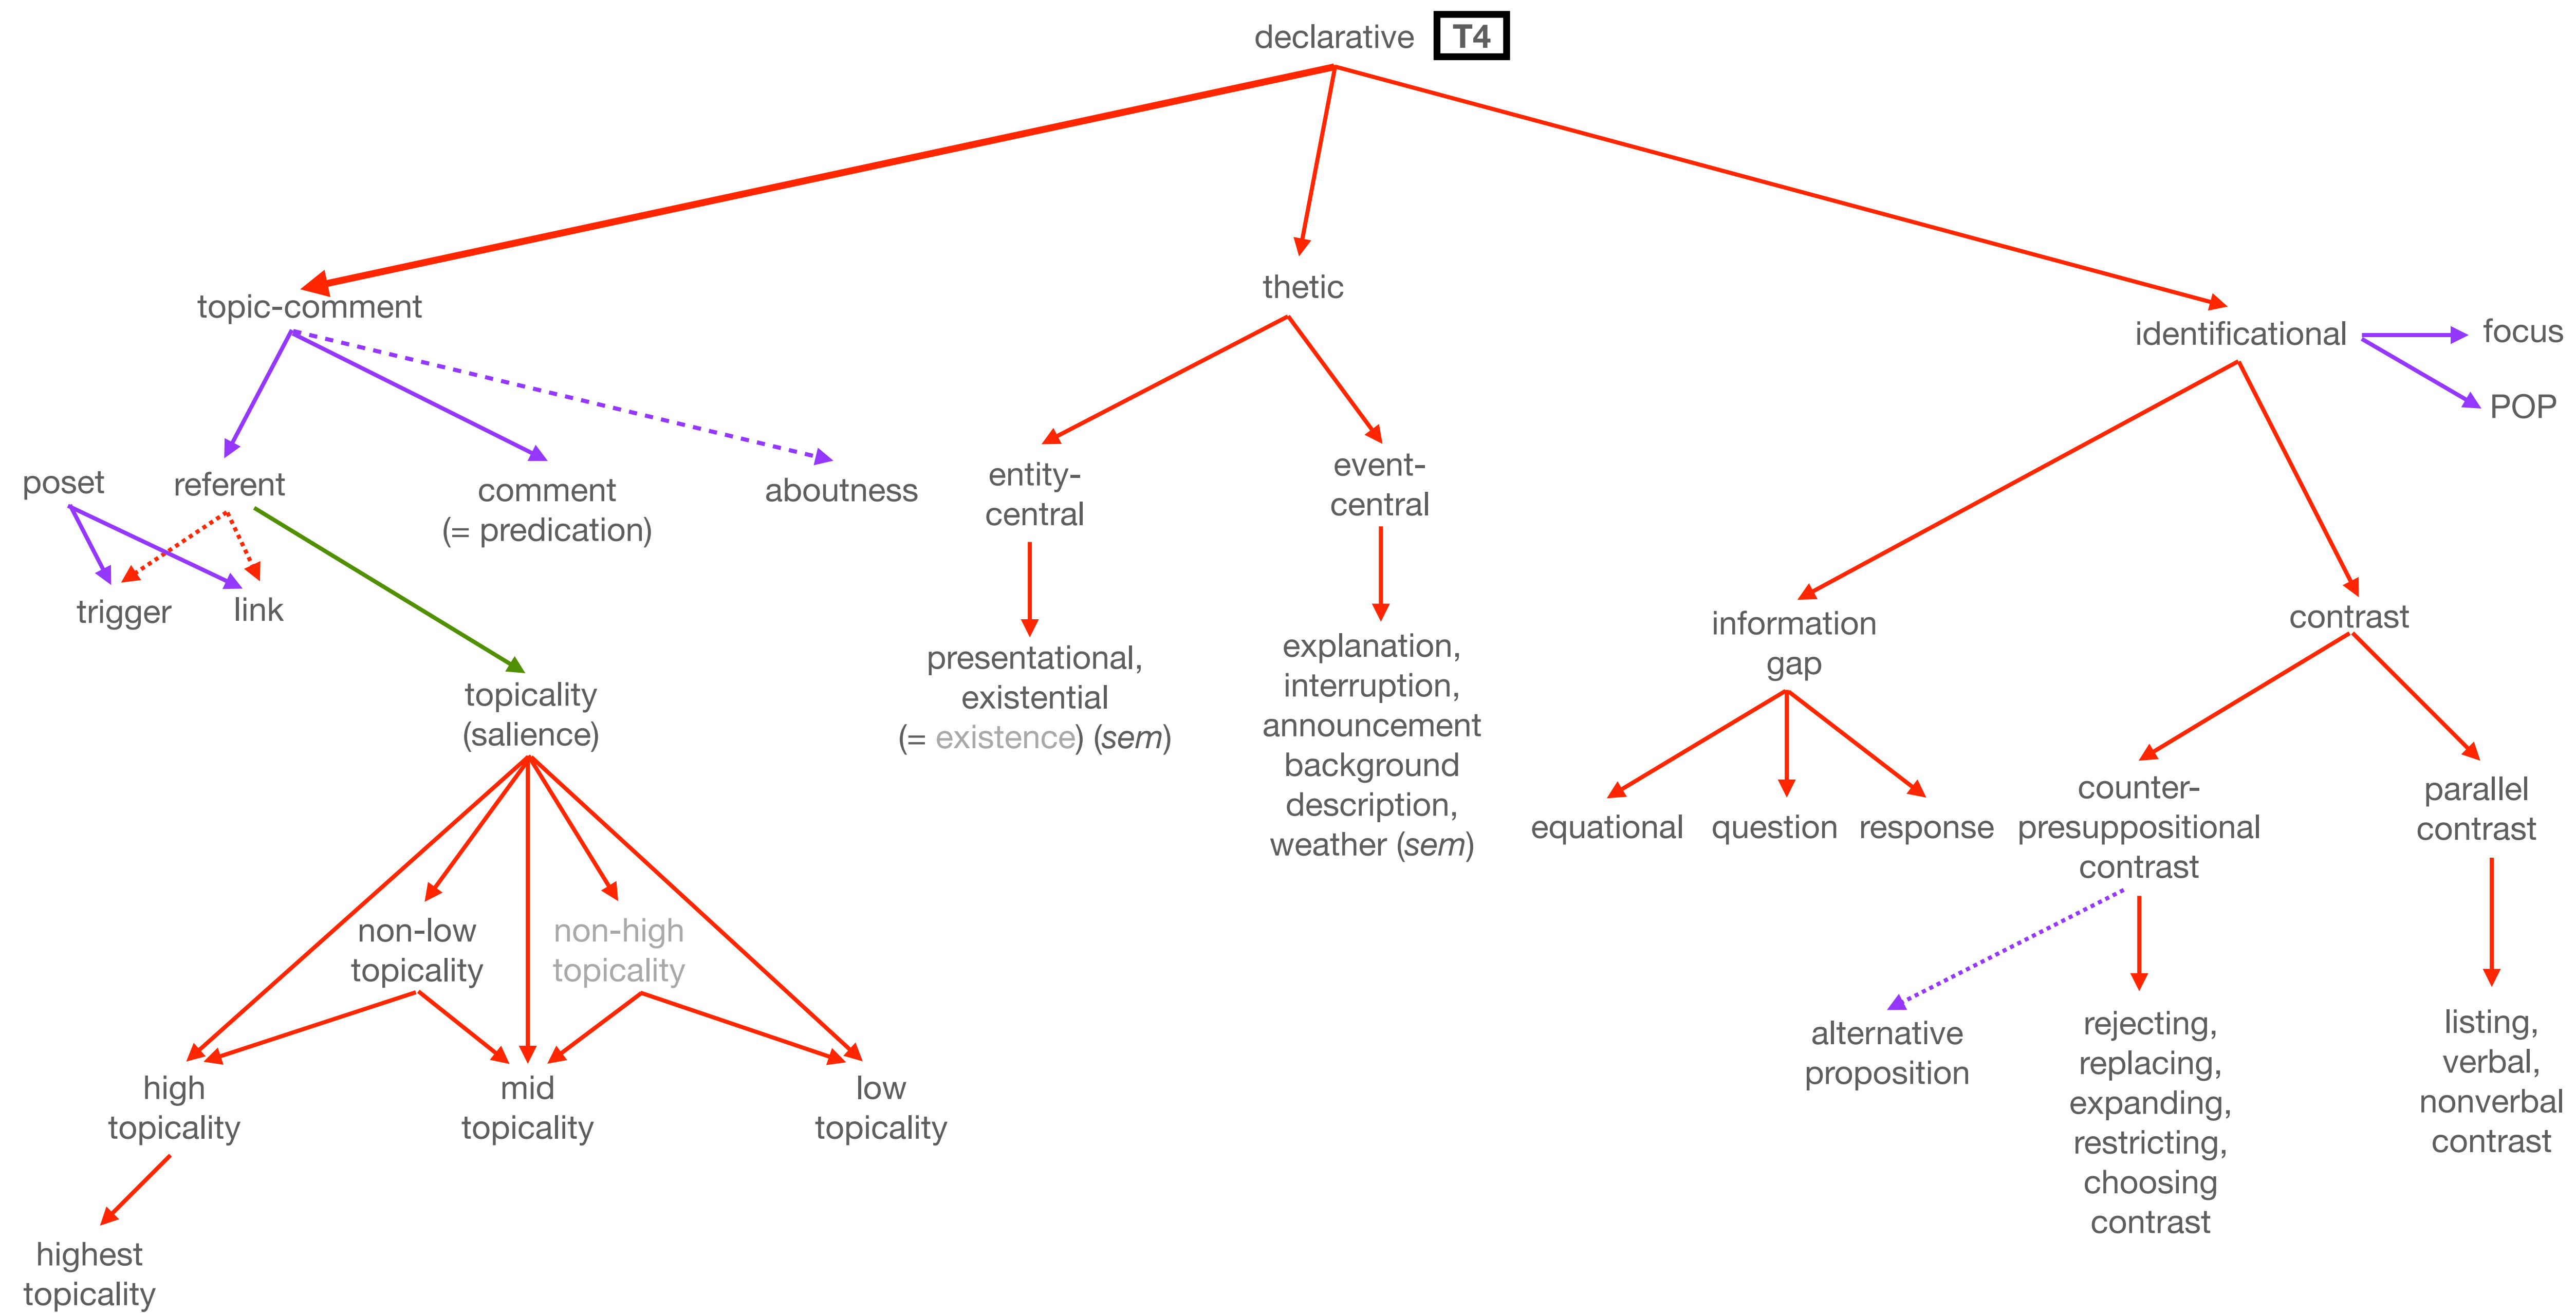 declarative
T4
topic-comment
thetic
identificational
focus
POP
poset
referent
comment
(= predication)
aboutness
entity-
central
event-
central
trigger
link
topicality
(salience)
presentational,
existential
(= existence) (sem)
explanation,
interruption,
announcement
background
description,
weather (sem)
information
gap
contrast
equational
question
response
counter-
presuppositional
contrast
parallel
contrast
non-low
topicality
non-high
topicality
alternative
proposition
rejecting,
replacing,
expanding,
restricting,
choosing
contrast
listing,
verbal,
nonverbal
contrast
high
topicality
mid
topicality
low
topicality
highest
topicality